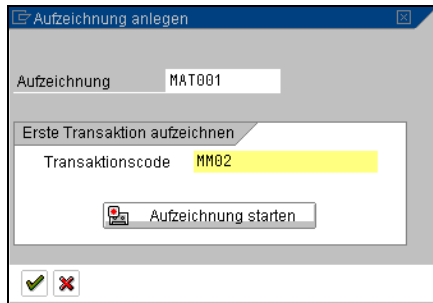 Aufzeichnung anlegen
Aufzeichnung MAT001
Erste Transaktion aufzeichnen
Transaktionscode MM02
Aufzeichnung starten